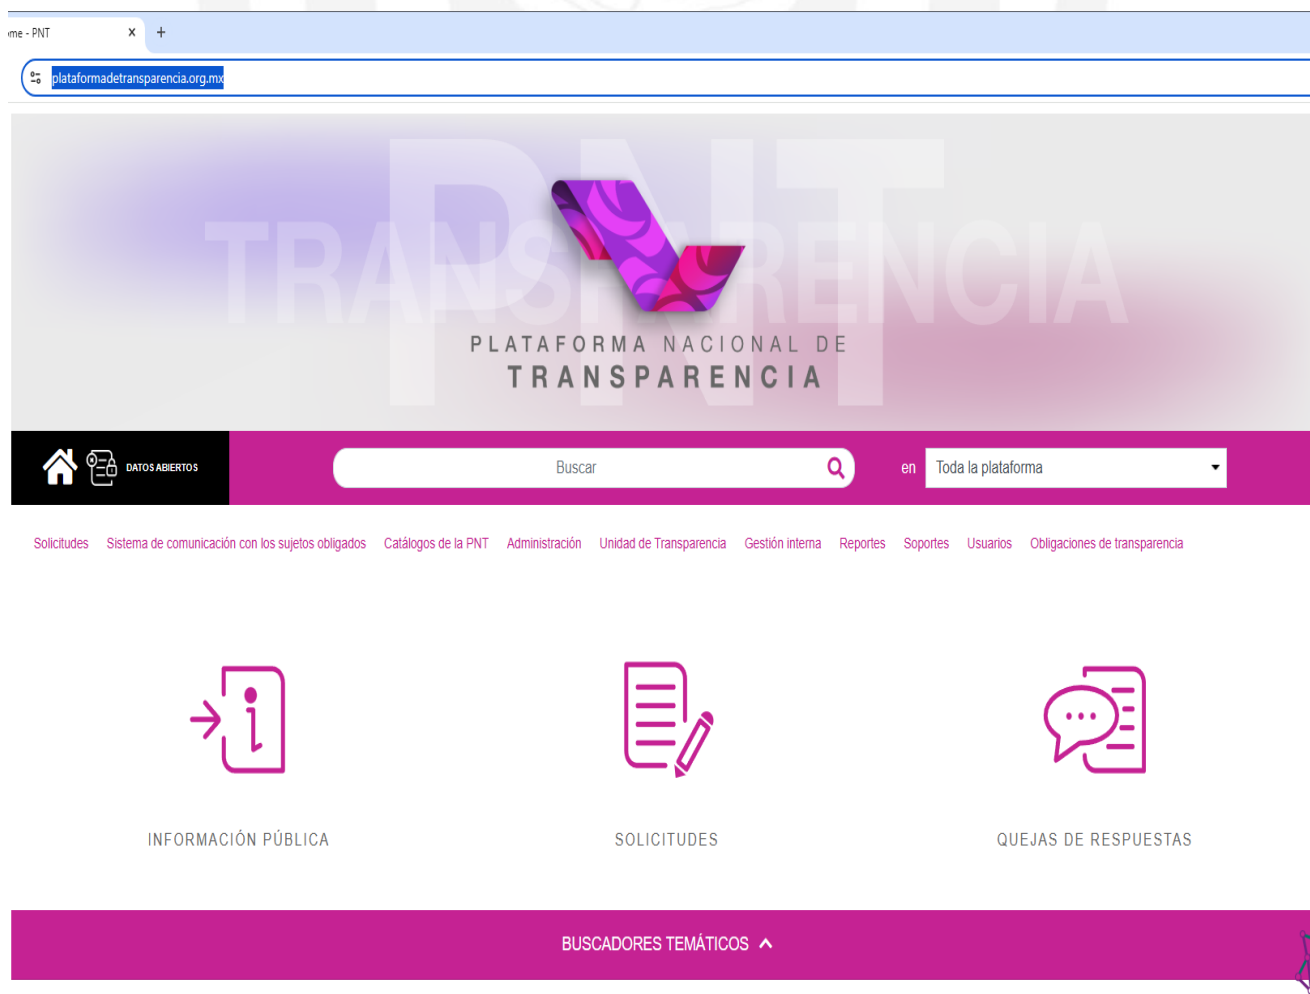 me - PNT
plataformadetransparencia.org.mx
PNT
TRANSPARENCIA
PLATAFORMA NACIONAL DE
TRANSPARENCIA
DATOS ABIERTOS
Buscar
en
Toda la plataforma
Solicitudes Sistema de comunicación con los sujetos obligados Catálogos de la PNT Administración Unidad de Transparencia Gestión interna Reportes Soportes Usuarios Obligaciones de transparencia
INFORMACIÓN PÚBLICA
SOLICITUDES
QUEJAS DE RESPUESTAS
BUSCADORES TEMÁTICOS